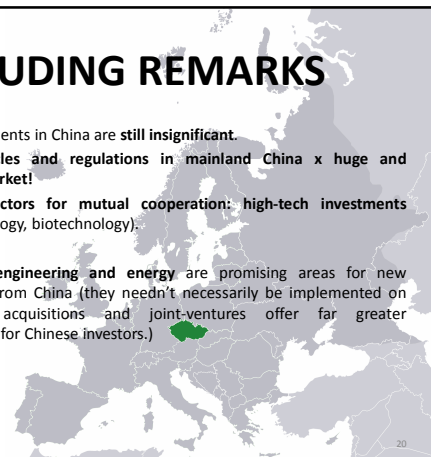 UDING REMARKS
ents in China are still insignificant.
les and regulations in mainland China x huge and
rket!
ctors for mutual cooperation: high-tech investments
ogy, biotechnology).
engineering and energy are promising areas for new
rom China (they needn't necessarily be implemented on
acquisitions and joint-ventures offer far greater
for Chinese investors.)
20